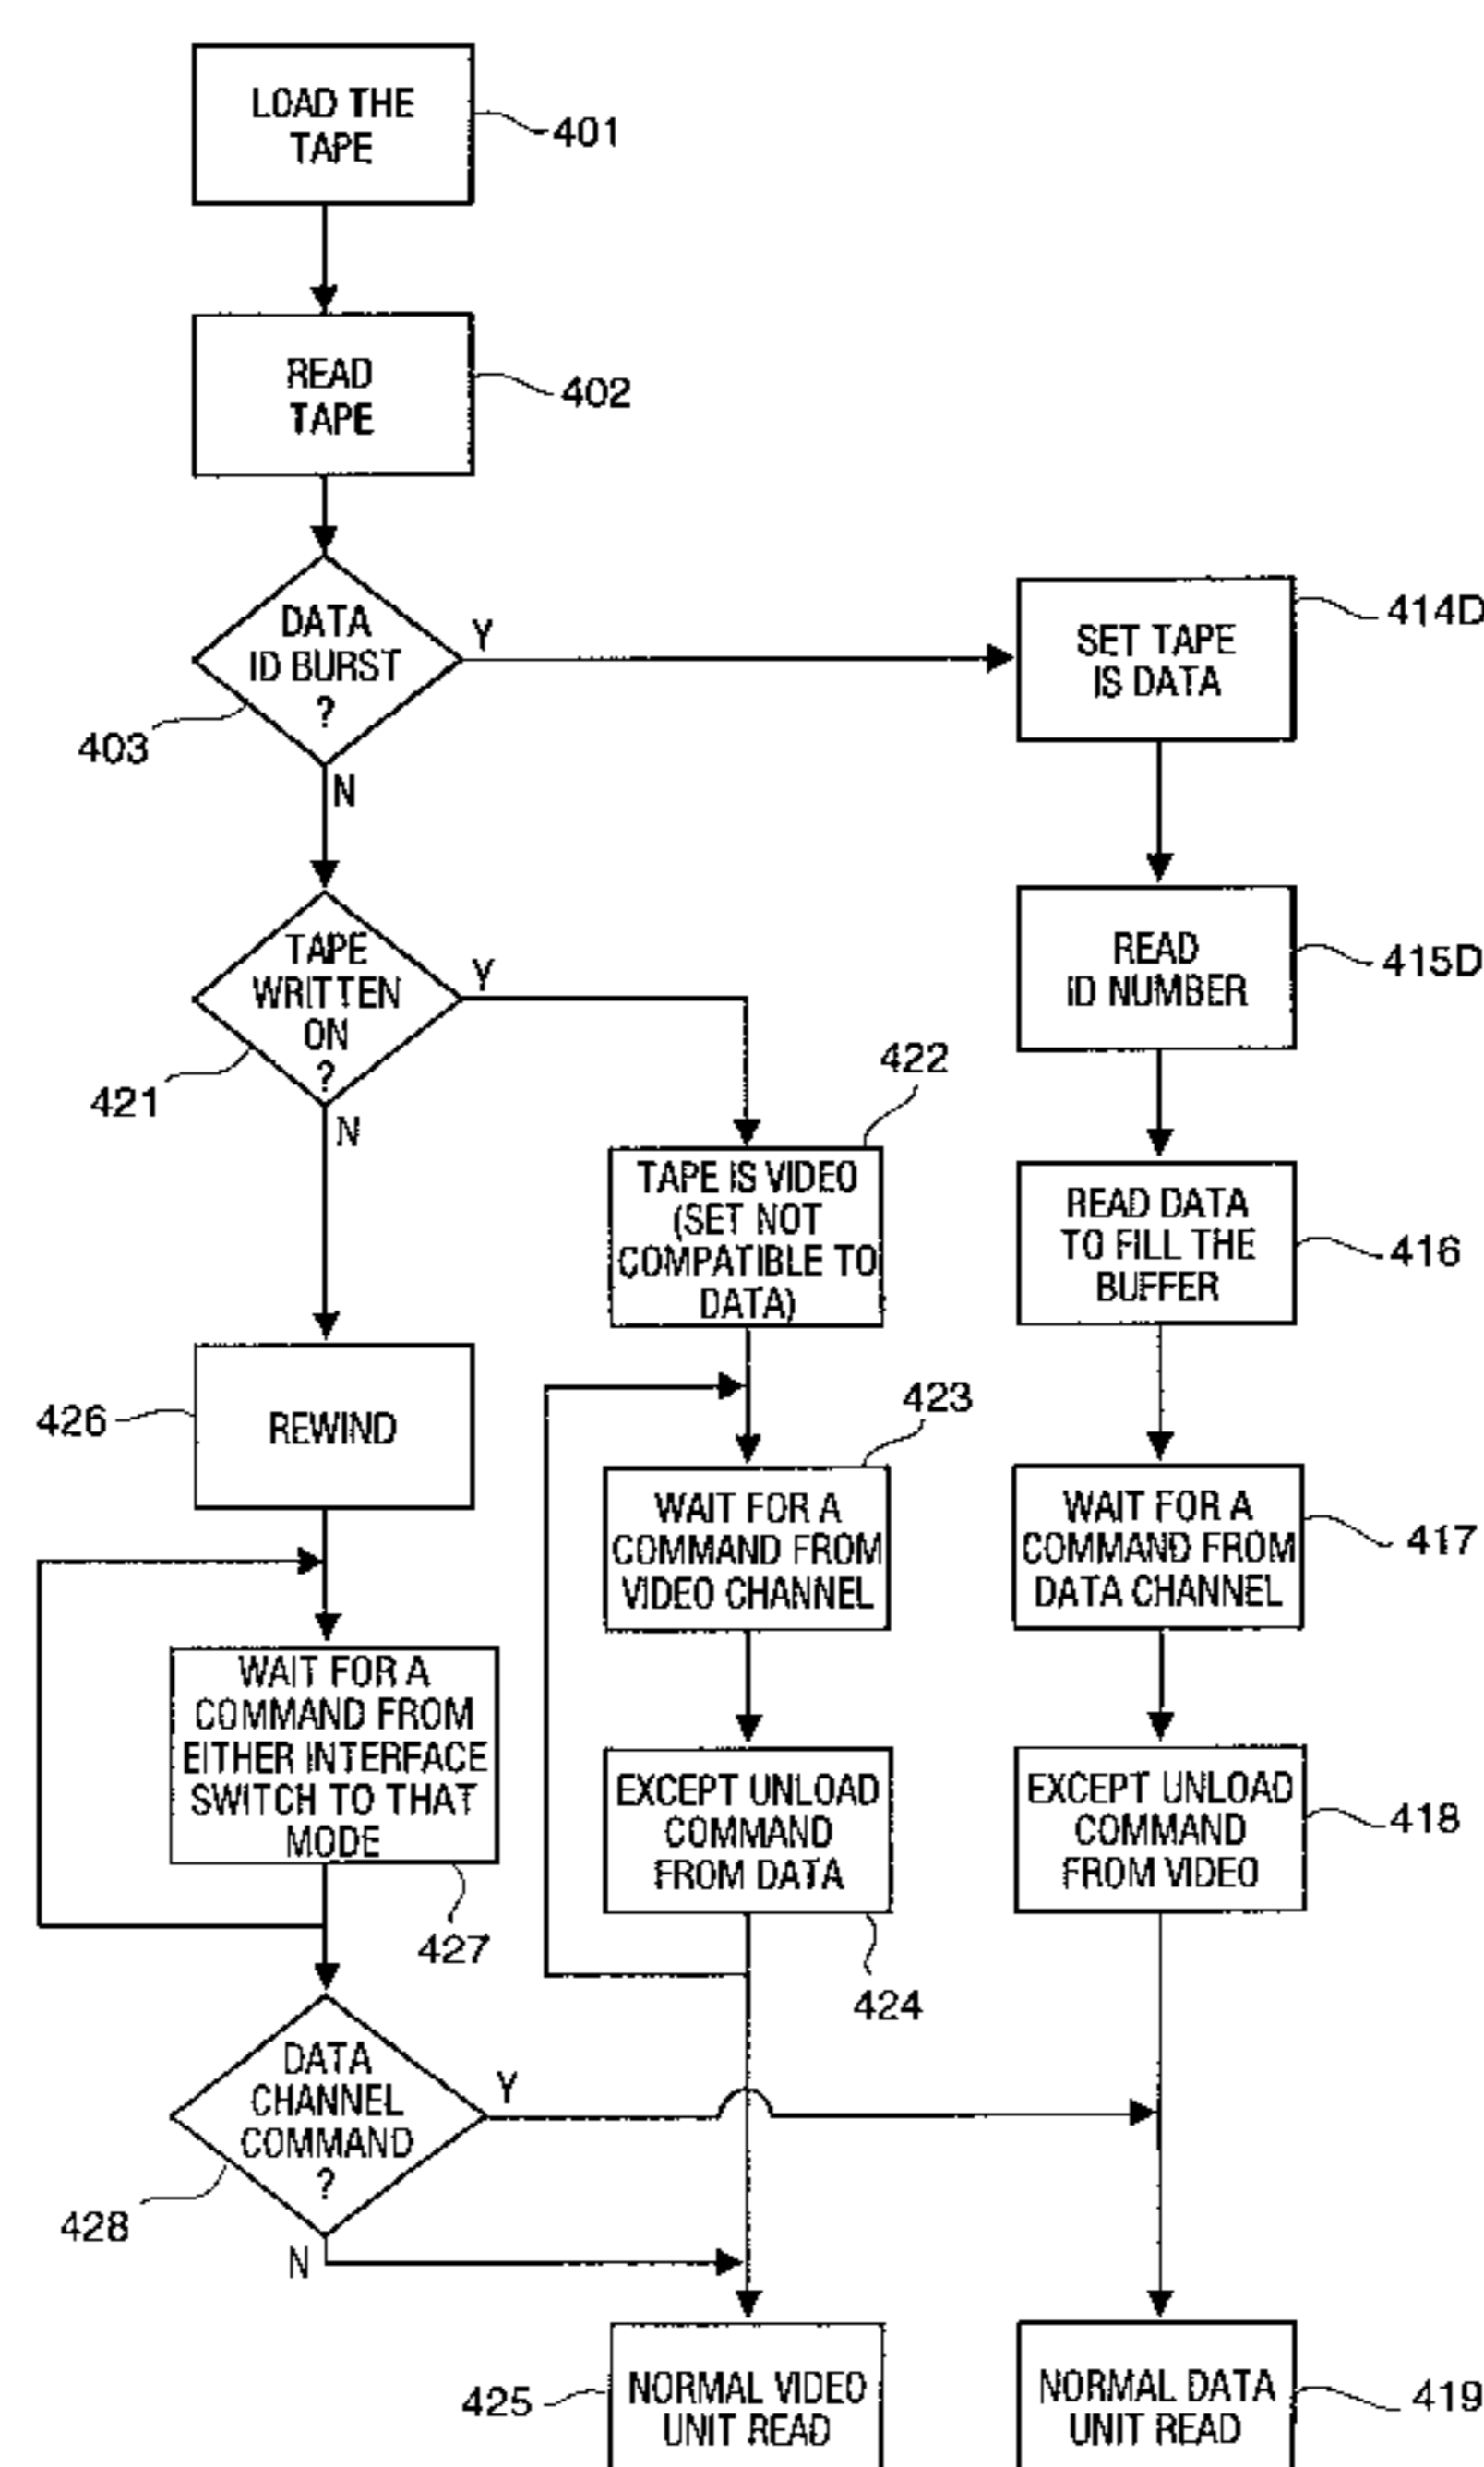 LOAD THE
TAPE
401
READ
TAPE
402
DATA
ID BURST
?
Y
N
403
SET TAPE
IS DATA
414D
TAPE
WRITTEN
ON
?
Y
N
421
READ
ID NUMBER
415D
422
TAPE IS VIDEO
(SET NOT
COMPATIBLE TO
DATA)
READ DATA
TO FILL THE
BUFFER
416
426
REWIND
423
WAIT FOR A
COMMAND FROM
VIDEO CHANNEL
WAIT FOR A
COMMAND FROM
DATA CHANNEL
417
WAIT FOR A
COMMAND FROM
EITHER INTERFACE
SWITCH TO THAT
MODE
427
EXCEPT UNLOAD
COMMAND
FROM DATA
424
EXCEPT UNLOAD
COMMAND
FROM VIDEO
418
DATA
CHANNEL
COMMAND
?
Y
428
N
425
NORMAL VIDEO
UNIT READ
NORMAL DATA
UNIT READ
419